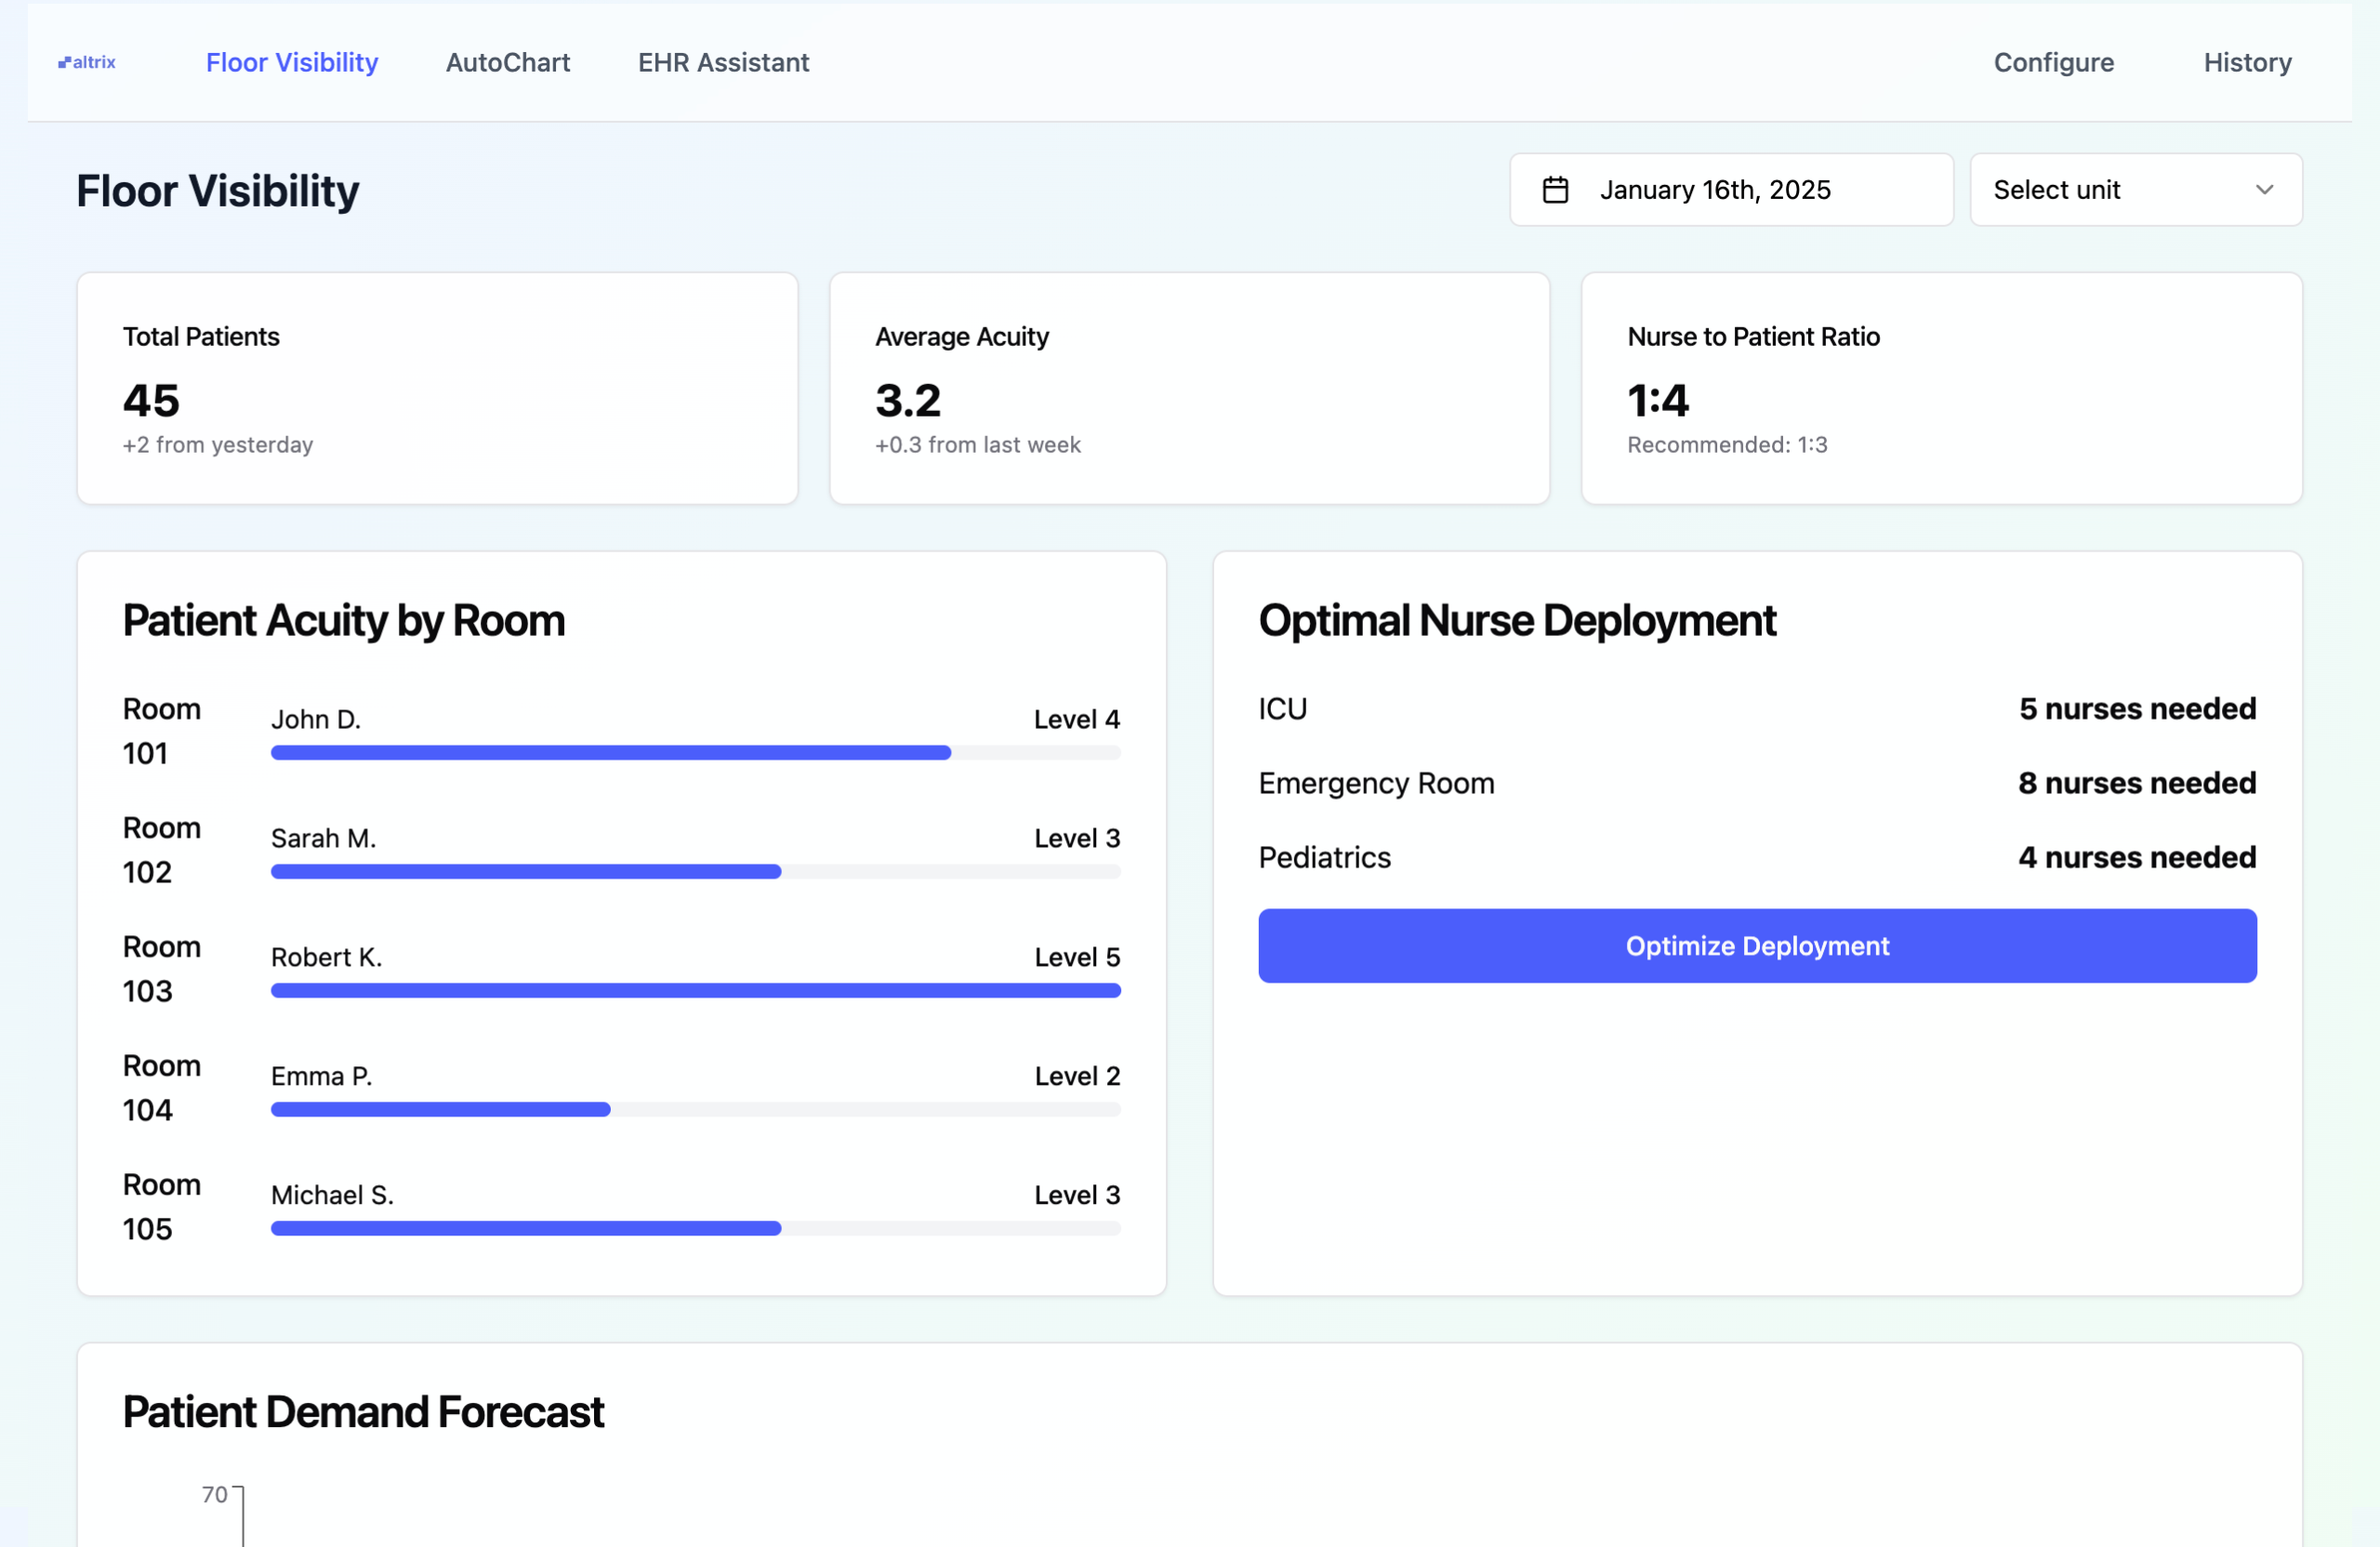 altrix
Floor Visibility
AutoChart
EHR Assistant
Configure
History
Floor Visibility
January 16th, 2025
Select unit
Total Patients
45
+2 from yesterday
Average Acuity
3.2
+0.3 from last week
Nurse to Patient Ratio
1:4
Recommended: 1:3
Patient Acuity by Room
Room
101
John D.
Level 4
Room
102
Sarah M.
Level 3
Room
103
Robert K.
Level 5
Room
104
Emma P.
Level 2
Room
105
Michael S.
Level 3
Optimal Nurse Deployment
ICU
5 nurses needed
Emergency Room
8 nurses needed
Pediatrics
4 nurses needed
Optimize Deployment
Patient Demand Forecast
70